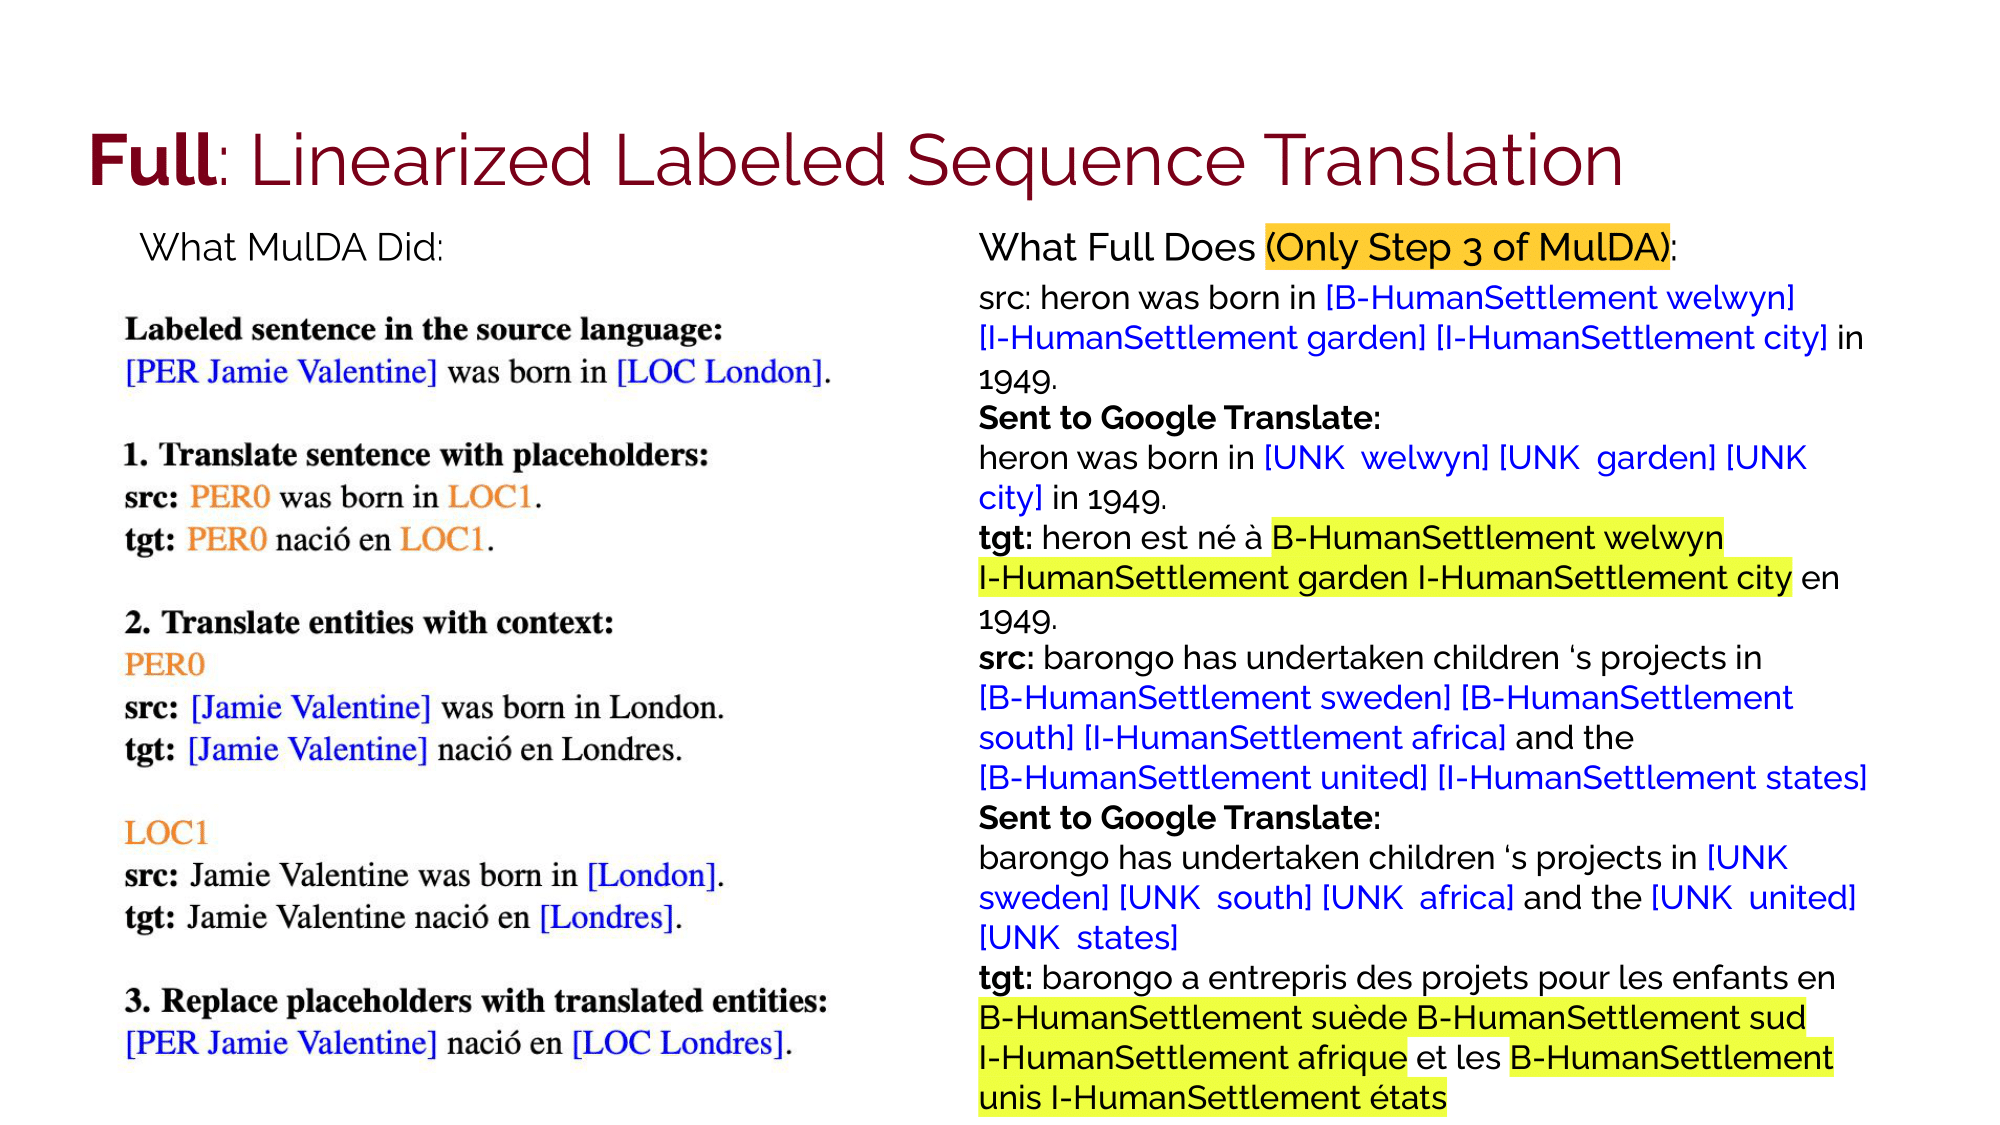 Full: Linearized Labeled Sequence Translation
What MulDA Did:
Labeled sentence in the source language:
[PER Jamie Valentine] was born in [LOC London].
1. Translate sentence with placeholders:
src: PER0 was born in LOC1.
tgt: PER0 nació en LOC1.
2. Translate entities with context:
PER0
src: [Jamie Valentine] was born in London.
tgt: [Jamie Valentine] nació en Londres.
LOC1
src: Jamie Valentine was born in [London].
tgt: Jamie Valentine nació en [Londres].
3. Replace placeholders with translated entities:
[PER Jamie Valentine] nació en [LOC Londres].
What Full Does (Only Step 3 of MulDA):
src: heron was born in [B-HumanSettlement welwyn]
[I-HumanSettlement garden] [I-HumanSettlement city] in
1949.
Sent to Google Translate:
heron was born in [UNK  welwyn] [UNK  garden] [UNK
city] in 1949.
tgt: heron est né à B-HumanSettlement welwyn
I-HumanSettlement garden I-HumanSettlement city en
1949.
src: barongo has undertaken children ‘s projects in
[B-HumanSettlement sweden] [B-HumanSettlement
south] [I-HumanSettlement africa] and the
[B-HumanSettlement united] [I-HumanSettlement states]
Sent to Google Translate:
barongo has undertaken children ‘s projects in [UNK
sweden] [UNK  south] [UNK  africa] and the [UNK  united]
[UNK  states]
tgt: barongo a entrepris des projets pour les enfants en
B-HumanSettlement suède B-HumanSettlement sud
I-HumanSettlement afrique et les B-HumanSettlement
unis I-HumanSettlement états